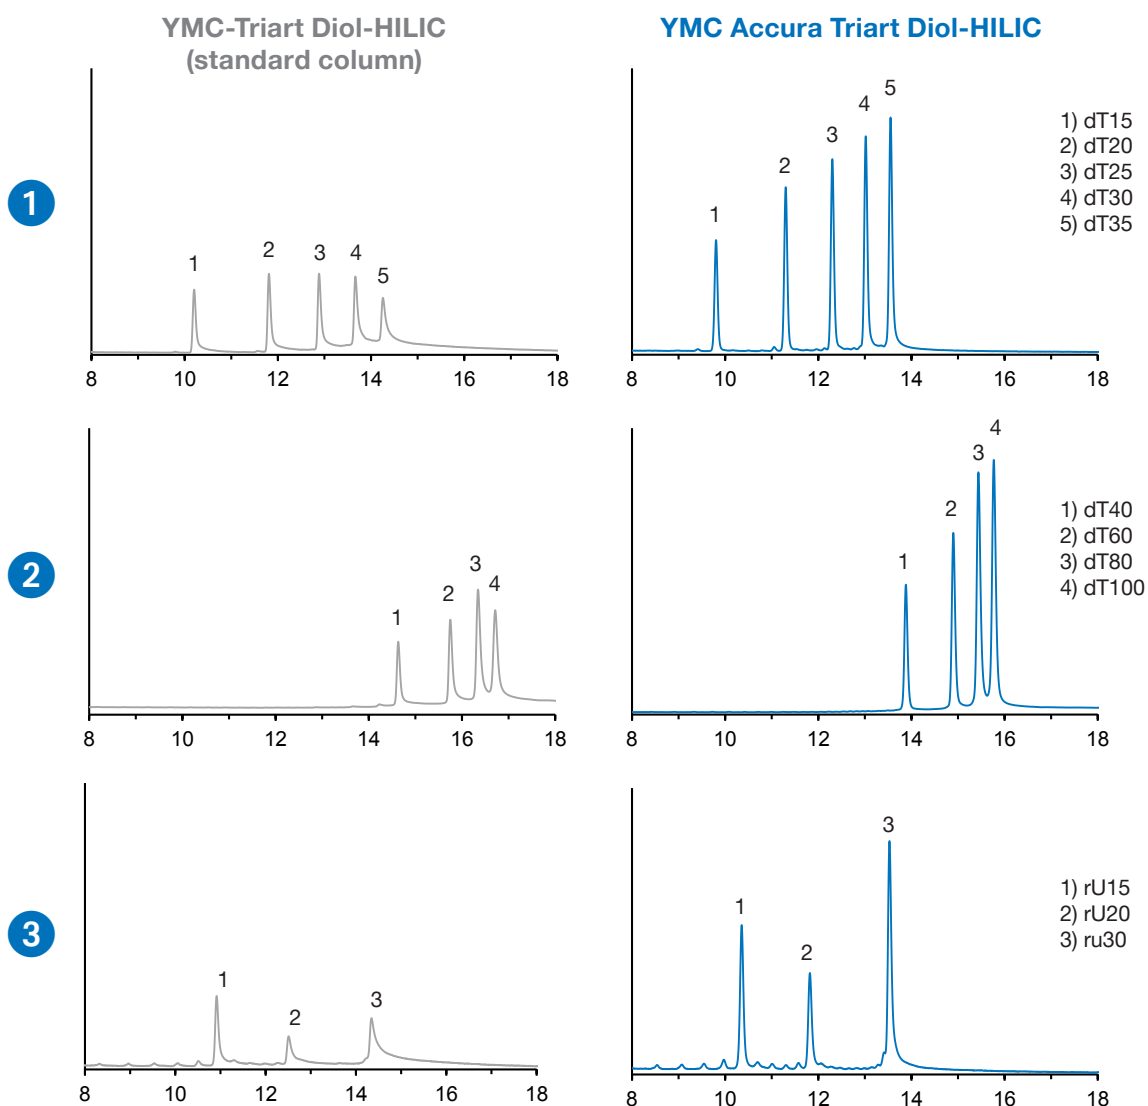 YMC-Triart Diol-HILIC
(standard column)
YMC Accura Triart Diol-HILIC
1
1
2
3
4
5
8 10 12 14 16 18
1
2
3
4
5
8 10 12 14 16 18
1) dT15
2) dT20
3) dT25
4) dT30
5) dT35
2
1
2
3
4
8 10 12 14 16 18
1
2
3
4
8 10 12 14 16 18
1) dT40
2) dT60
3) dT80
4) dT100
3
1
2
3
8 10 12 14 16 18
1
2
3
8 10 12 14 16 18
1) rU15
2) rU20
3) ru30